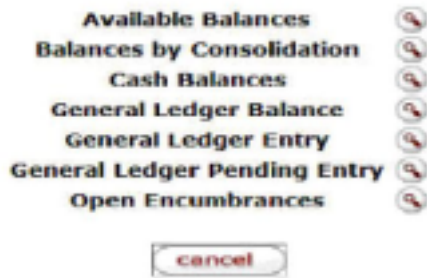 Available Balances
Balances by Consolidation
Cash Balances
General Ledger Balance
General Ledger Entry
General Ledger Pending Entry
Open Encumbrances
cancel